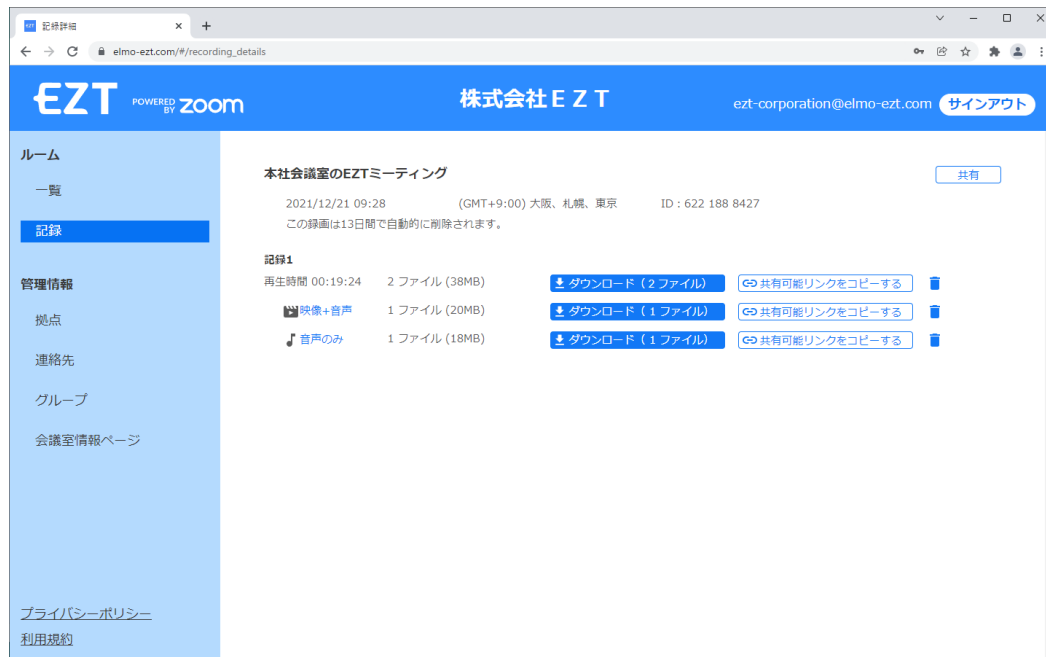 EZT 記録詳細
elmo-ezt.com/#/recording_details
EZT POWERED BY zoom 株式会社ＥＺＴ ezt-corporation@elmo-ezt.com サインアウト
ルーム
一覧
記録
管理情報
拠点
連絡先
グループ
会議室情報ページ
プライバシーポリシー
利用規約
本社会議室のEZTミーティング 共有
2021/12/21 09:28 (GMT+9:00) 大阪、札幌、東京 ID : 622 188 8427
この録画は13日間で自動的に削除されます。
記録1
再生時間 00:19:24 2 ファイル (38MB) ダウンロード（２ファイル） 共有可能リンクをコピーする
映像+音声 1 ファイル (20MB) ダウンロード（１ファイル） 共有可能リンクをコピーする
音声のみ 1 ファイル (18MB) ダウンロード（１ファイル） 共有可能リンクをコピーする